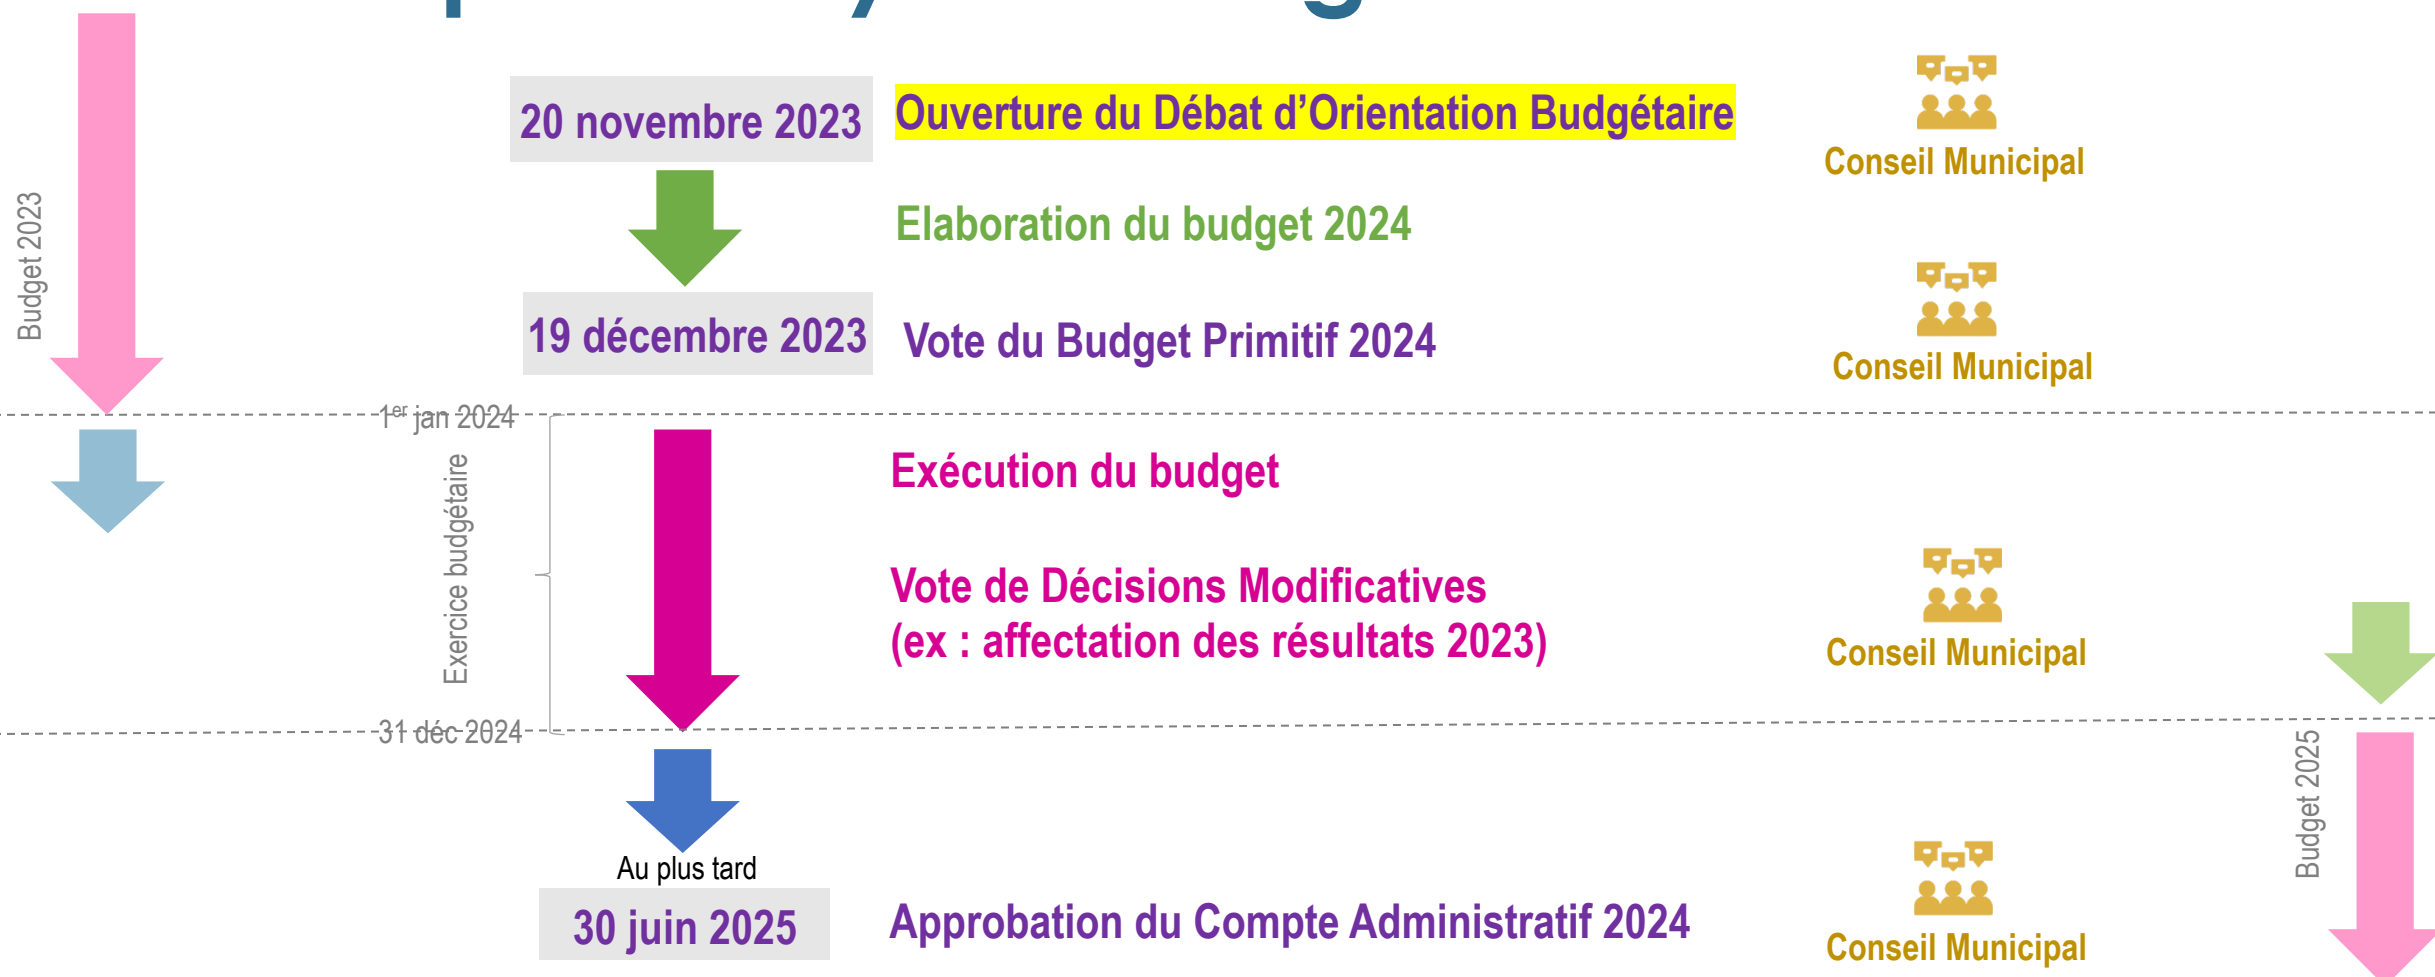 20 novembre 2023
Ouverture du Débat d’Orientation Budgétaire
Conseil Municipal
Budget 2023
Elaboration du budget 2024
19 décembre 2023
Vote du Budget Primitif 2024
Conseil Municipal
1er jan 2024
Exercice budgétaire
Exécution du budget
Vote de Décisions Modificatives
(ex : affectation des résultats 2023)
Conseil Municipal
31 déc 2024
Budget 2025
Au plus tard
30 juin 2025
Approbation du Compte Administratif 2024
Conseil Municipal